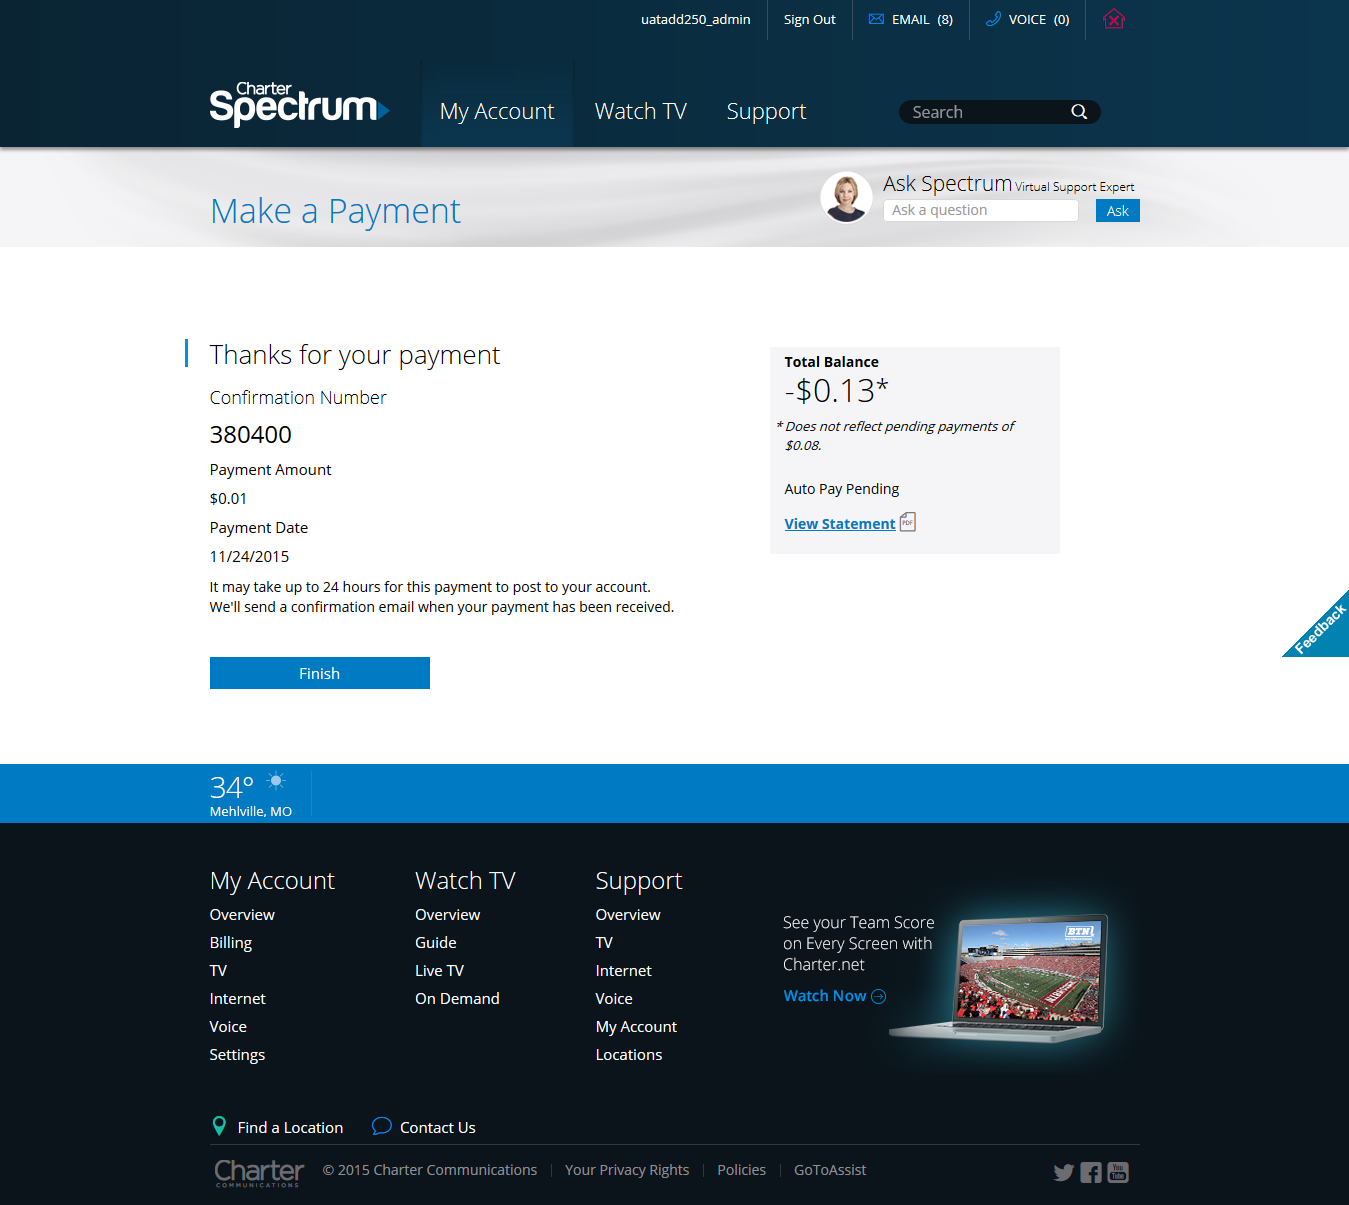 uatadd250_admin
Sign Out
EMAIL (8)
VOICE (0)
Charter
Spectrum
My Account
Watch TV
Support
Search
Make a Payment
Ask Spectrum Virtual Support Expert
Ask a question
Ask
Thanks for your payment
Confirmation Number
380400
Payment Amount
$0.01
Payment Date
11/24/2015
It may take up to 24 hours for this payment to post to your account.
We'll send a confirmation email when your payment has been received.
Finish
Total Balance
-$0.13*
* Does not reflect pending payments of
$0.08.
Auto Pay Pending
View Statement
PDF
Feedback
34°
Mehlville, MO
My Account
Overview
Billing
TV
Internet
Voice
Settings
Watch TV
Overview
Guide
Live TV
On Demand
Support
Overview
TV
Internet
Voice
My Account
Locations
See your Team Score
on Every Screen with
Charter.net
Watch Now
BTN
Find a Location
Contact Us
Charter
COMMUNICATIONS
© 2015 Charter Communications
Your Privacy Rights
Policies
GoToAssist
You
Tube